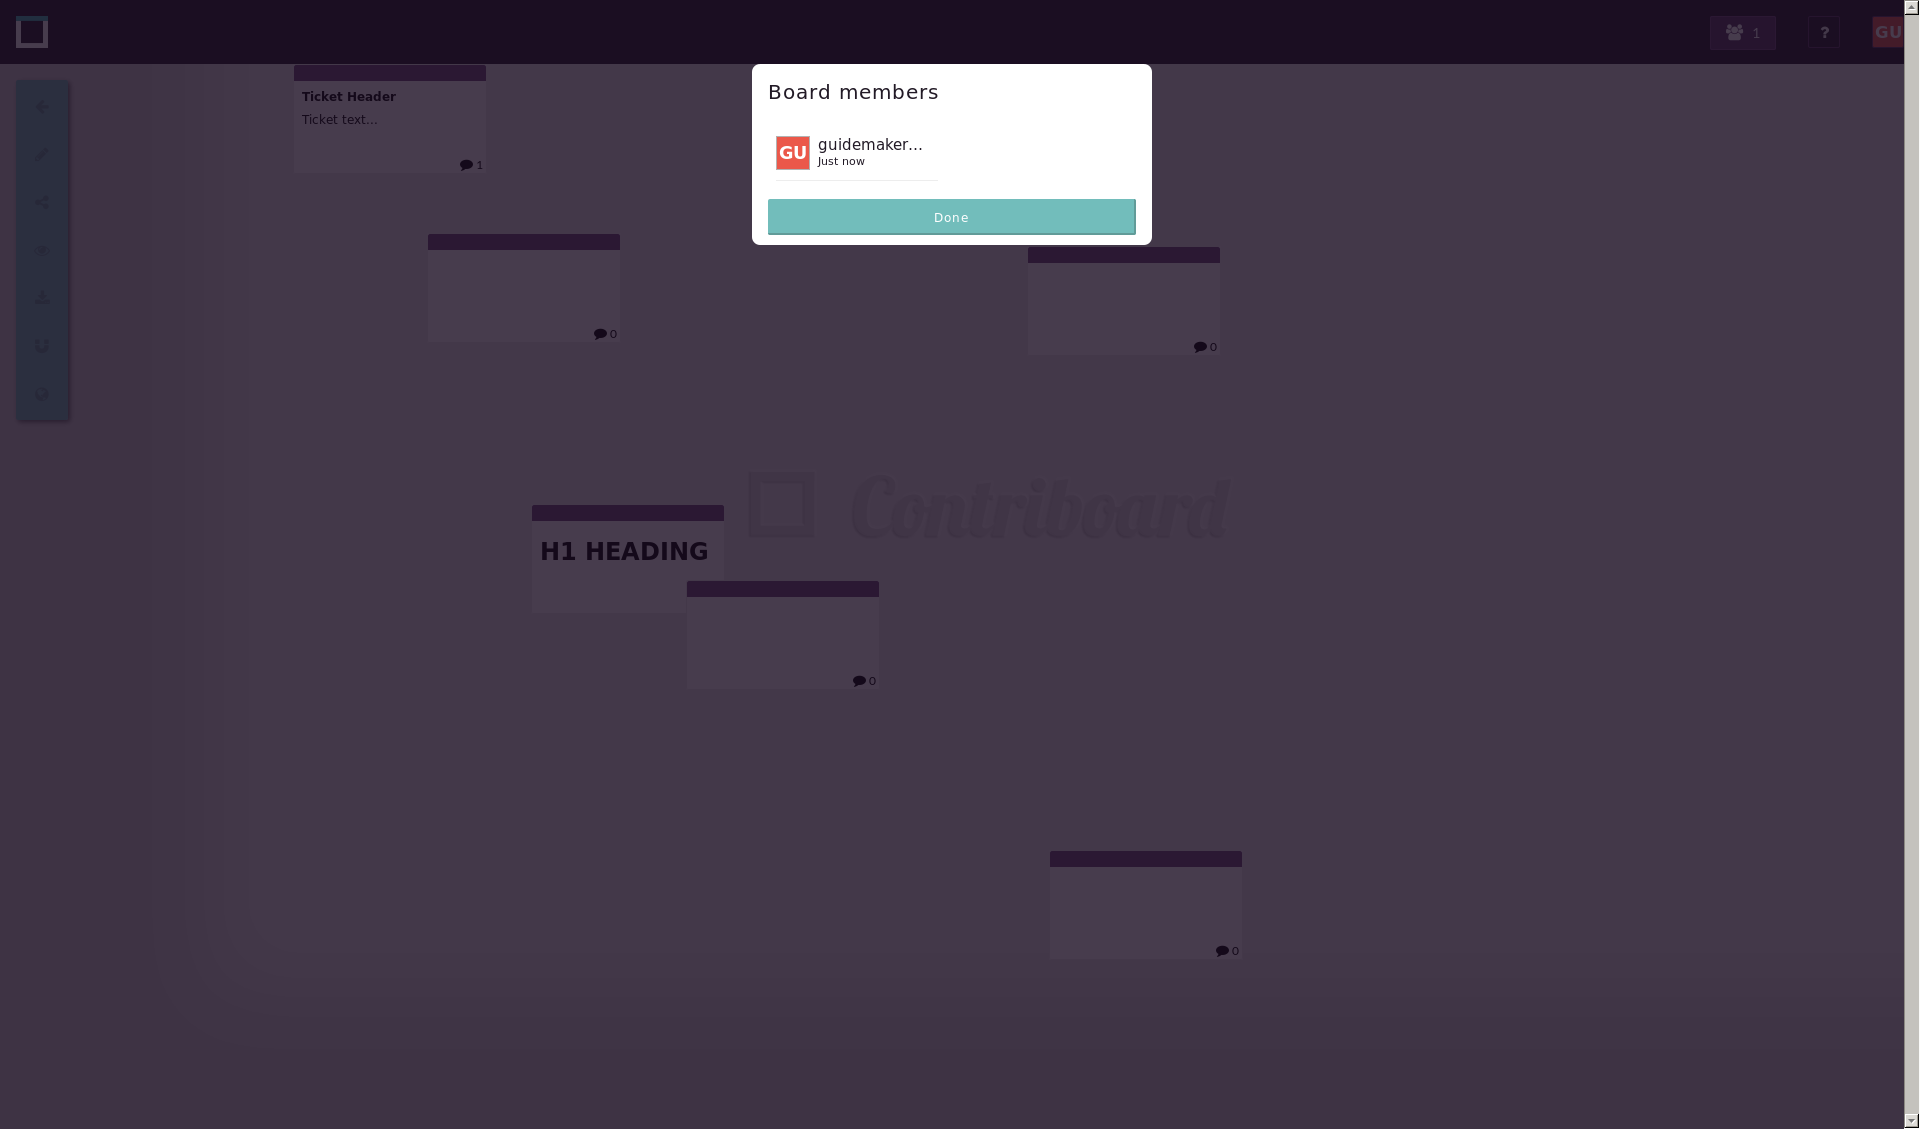 1
?
GU
Board members
GU
guidemaker...
Just now
Done
Ticket Header
Ticket text...
1
0
0
Contriboard
H1 HEADING
0
0